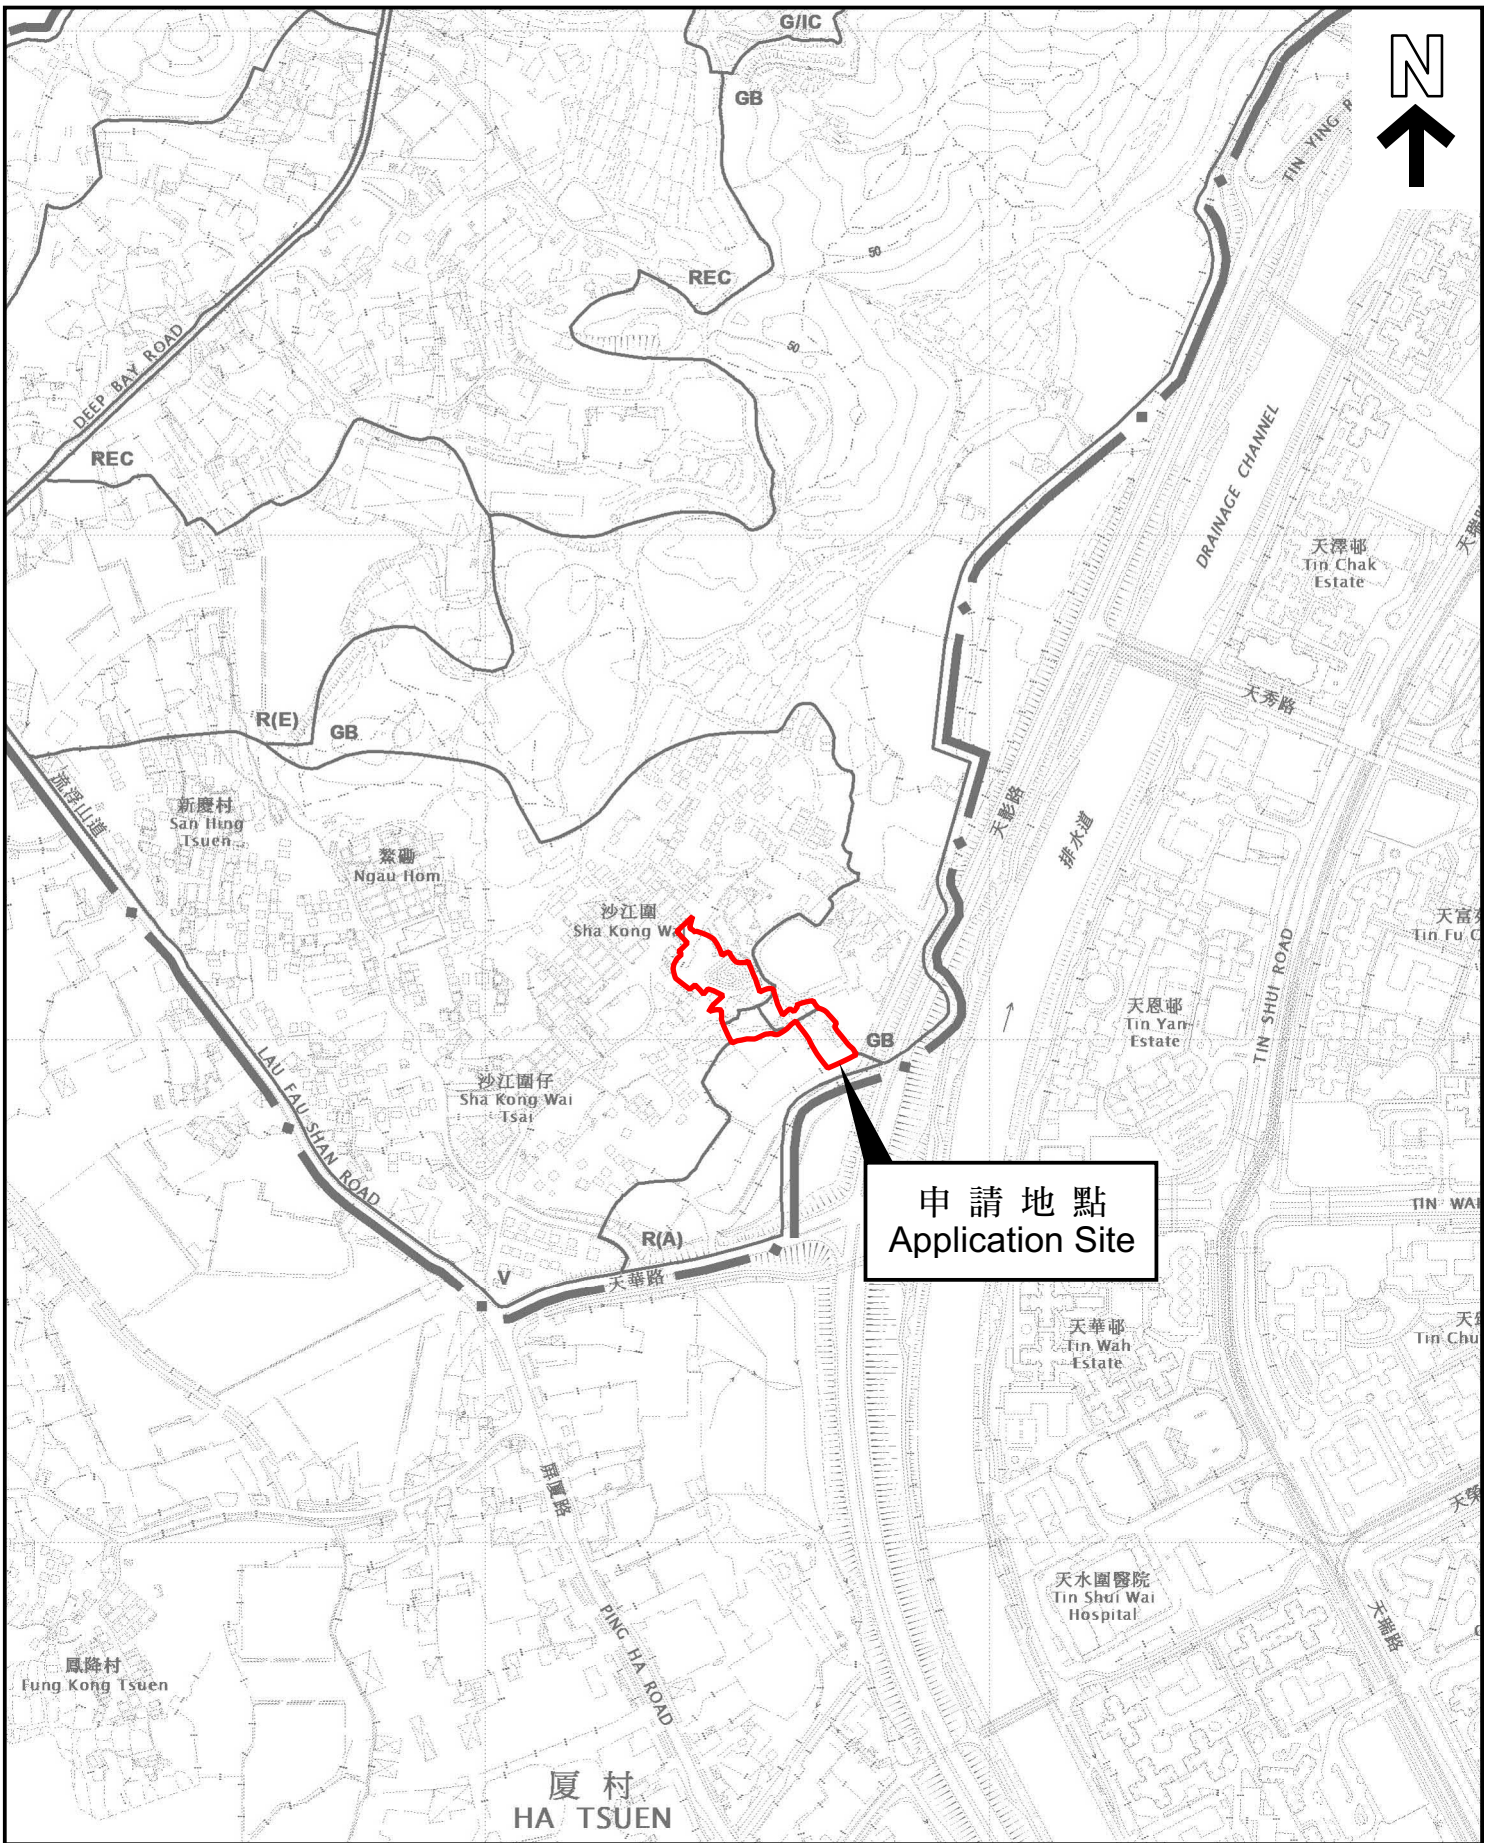 G/IC
N
GB
TIN YING R
50
REC
50
DEEP BAY ROAD
REC
DRAINAGE CHANNEL
天澤邨
Tin Chak
Estate
天秀路
R(E)
GB
流浮山道
新慶村
San Hing
Tsuen
天影路
排水道
鰲磡
Ngau Hom
沙江圍
Sha Kong W
天富
Tin Fu C
TIN SHUI ROAD
天恩邨
Tin Yan
Estate
GB
LAU FAU SHAN ROAD
沙江圍仔
Sha Kong Wai
Tsai
申請地點
Application Site
TIN WA
R(A)
V
天華路
天華邨
Tin Wah
Estate
Tin Chu
屏廈路
天水圍醫院
Tin Shui Wai
Hospital
天瑞路
PING HA ROAD
鳳降村
Fung Kong Tsuen
厦村
HA TSUEN